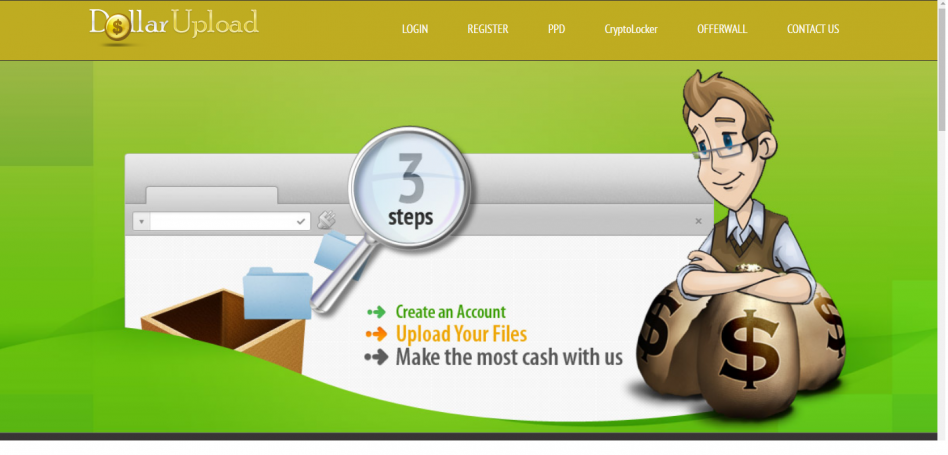 Dollar Upload
LOGIN REGISTER PPD CryptoLocker OFFERWALL CONTACT US
3
steps
Create an Account
Upload Your Files
Make the most cash with us
$
$
$